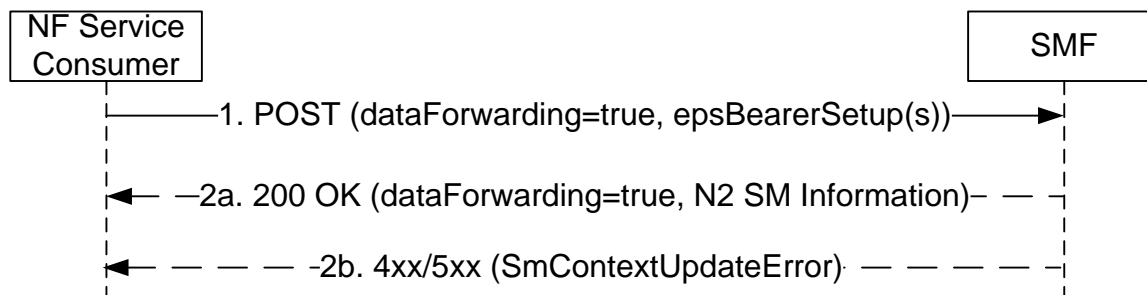 NF Service
Consumer
SMF
1. POST (dataForwarding=true, epsBearerSetup(s))
2a. 200 OK (dataForwarding=true, N2 SM Information)
2b. 4xx/5xx (SmContextUpdateError)